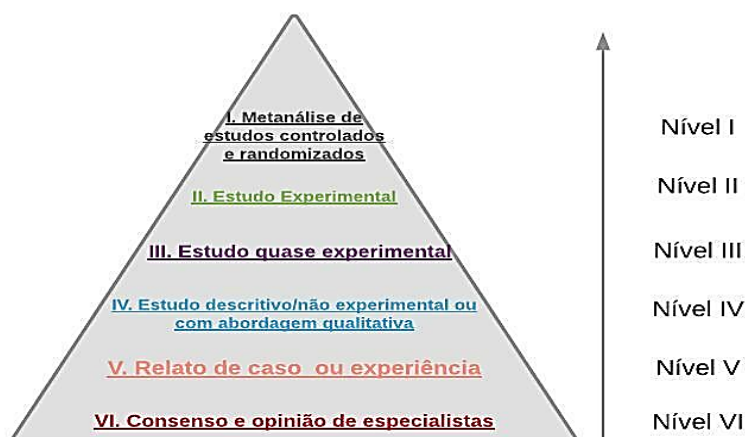 I. Metanálise de
estudos controlados
e randomizados
Nível I
II. Estudo Experimental
Nível II
III. Estudo quase experimental
Nível III
IV. Estudo descritivo/não experimental ou
com abordagem qualitativa
Nível IV
V. Relato de caso ou experiência
Nível V
VI. Consenso e opinião de especialistas
Nível VI